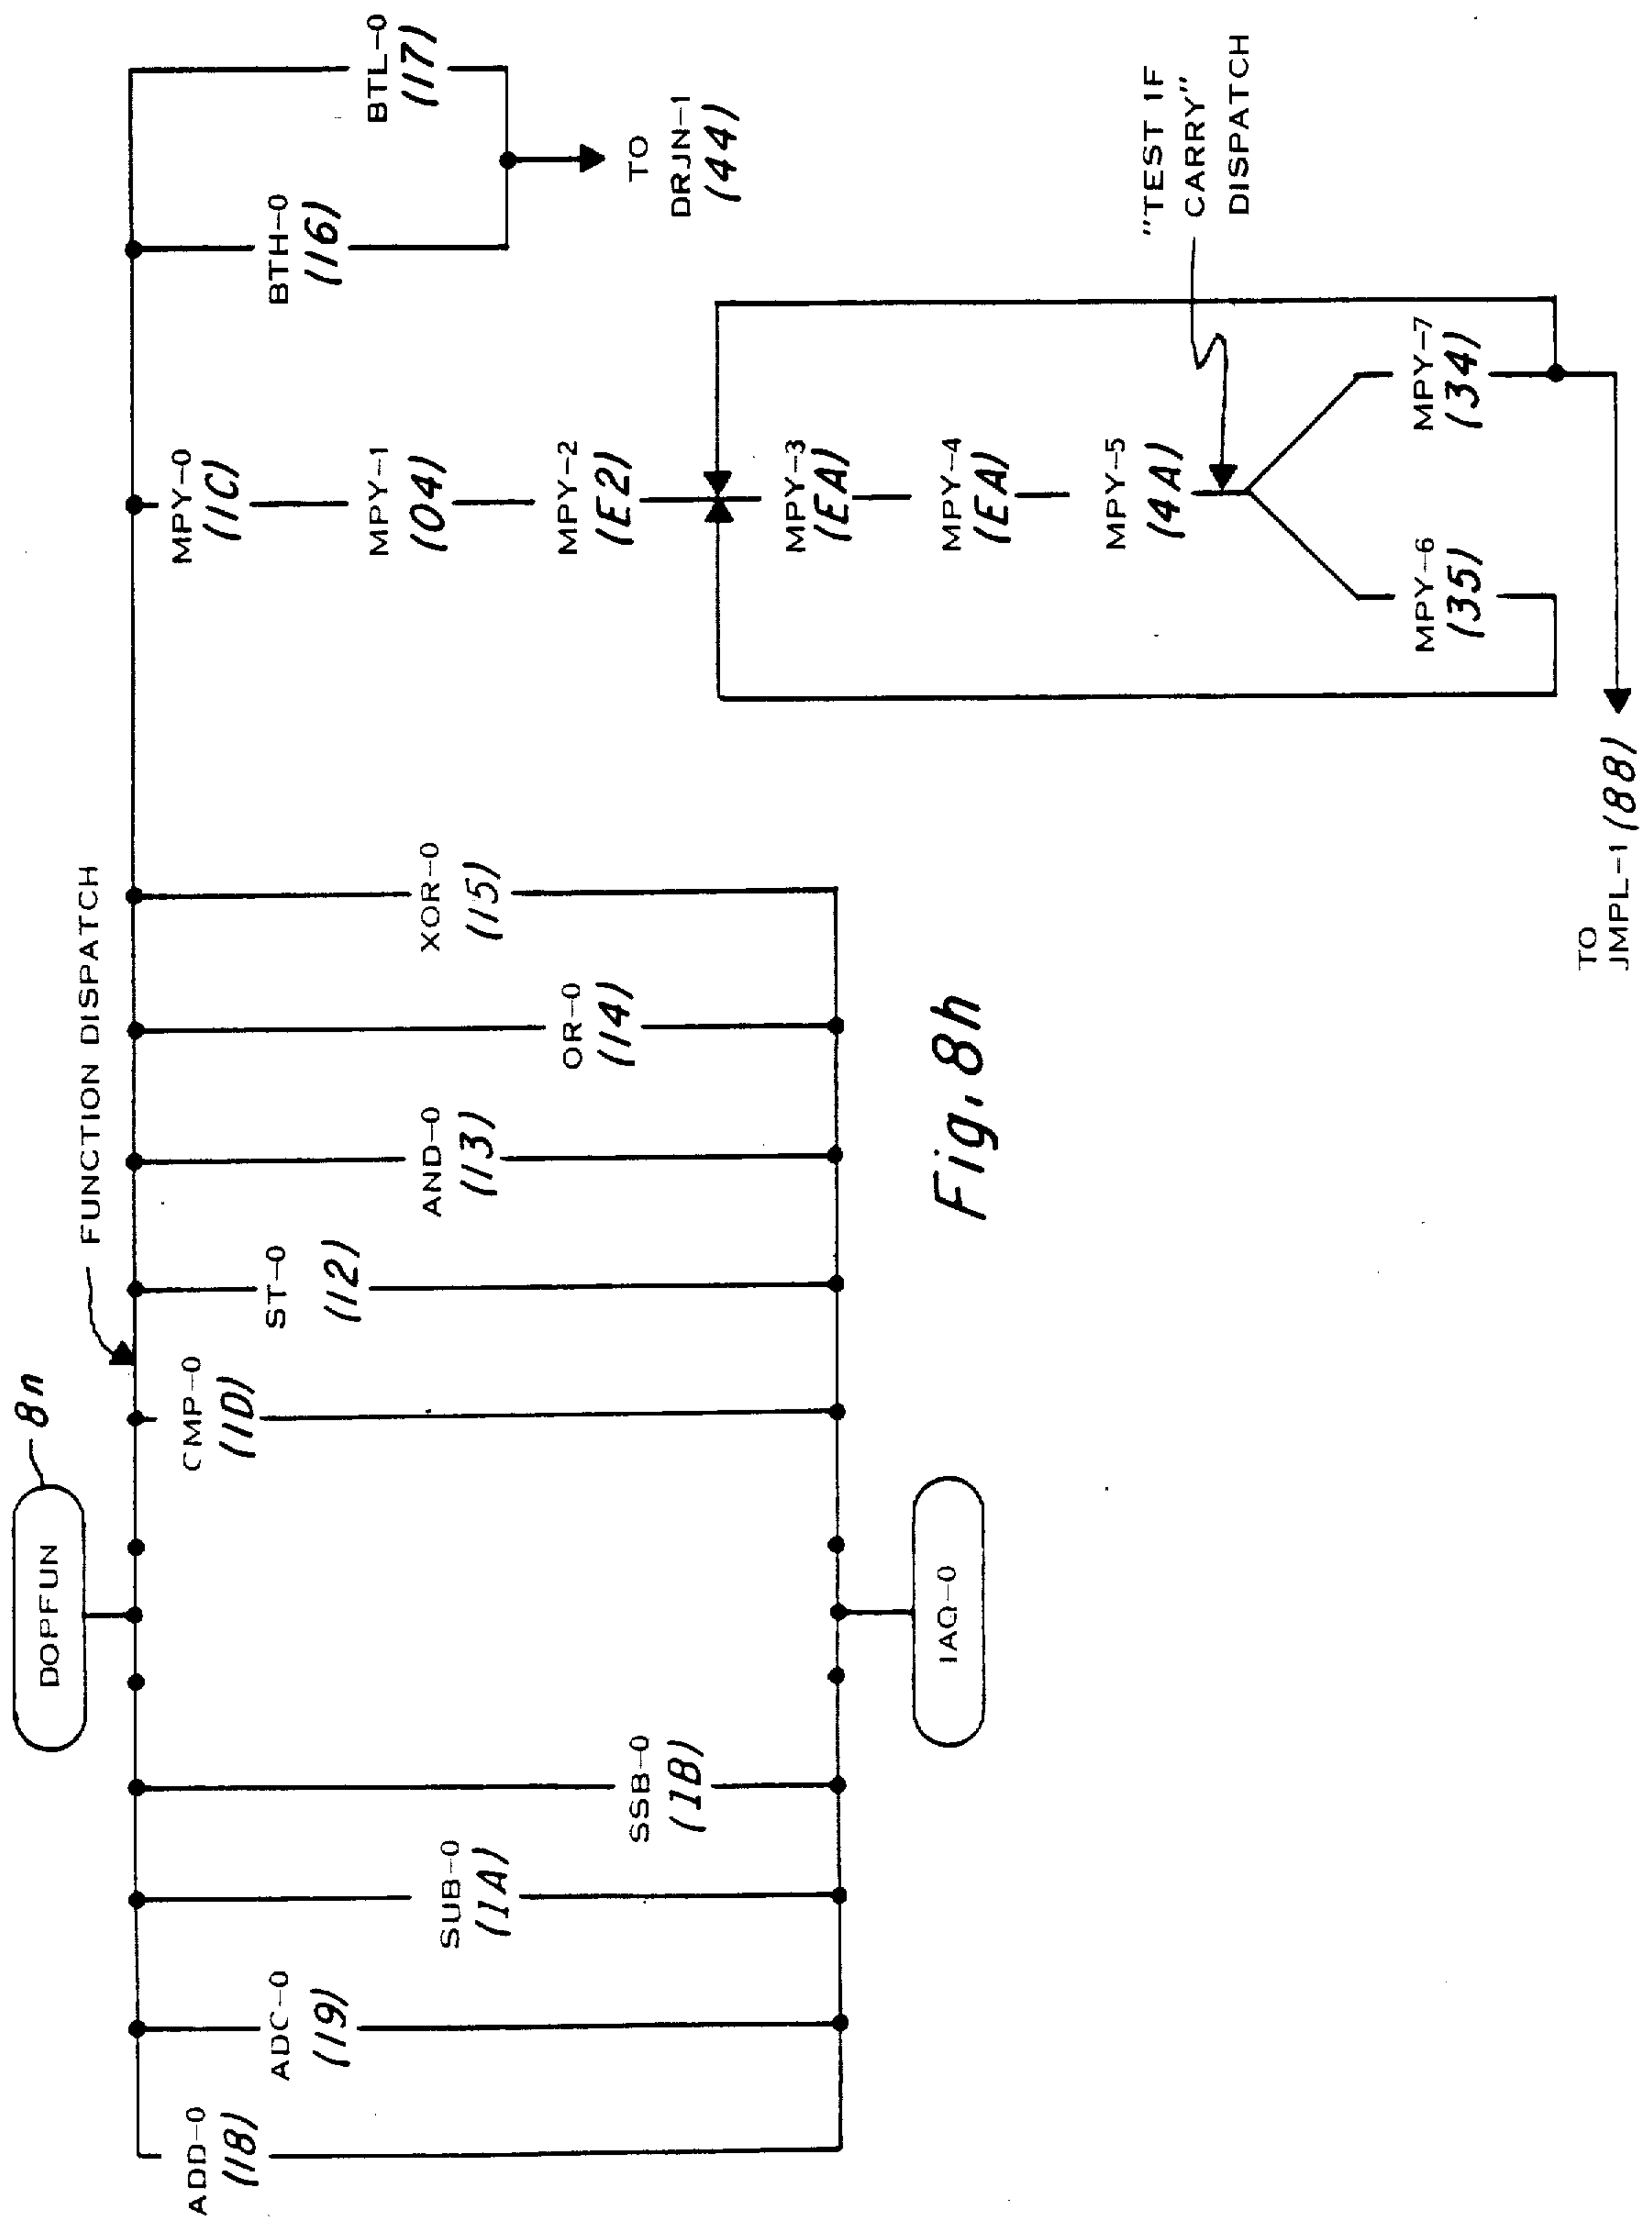 DOPFUN
8n
FUNCTION DISPATCH
ADD-0
(18)
ADC-0
(19)
SUB-0
(1A)
SSB-0
(1B)
CMP-0
(1D)
ST-0
(12)
AND-0
(13)
OR-0
(14)
XOR-0
(15)
IAQ-0
MPY-0
(1C)
MPY-1
(04)
MPY-2
(E2)
MPY-3
(EA)
MPY-4
(EA)
MPY-5
(4A)
MPY-6
(35)
MPY-7
(34)
BTH-0
(16)
BTL-0
(17)
TO
DRJN-1
(44)
"TEST IF
CARRY"
DISPATCH
TO
JMPL-1 (88)
Fig. 8h